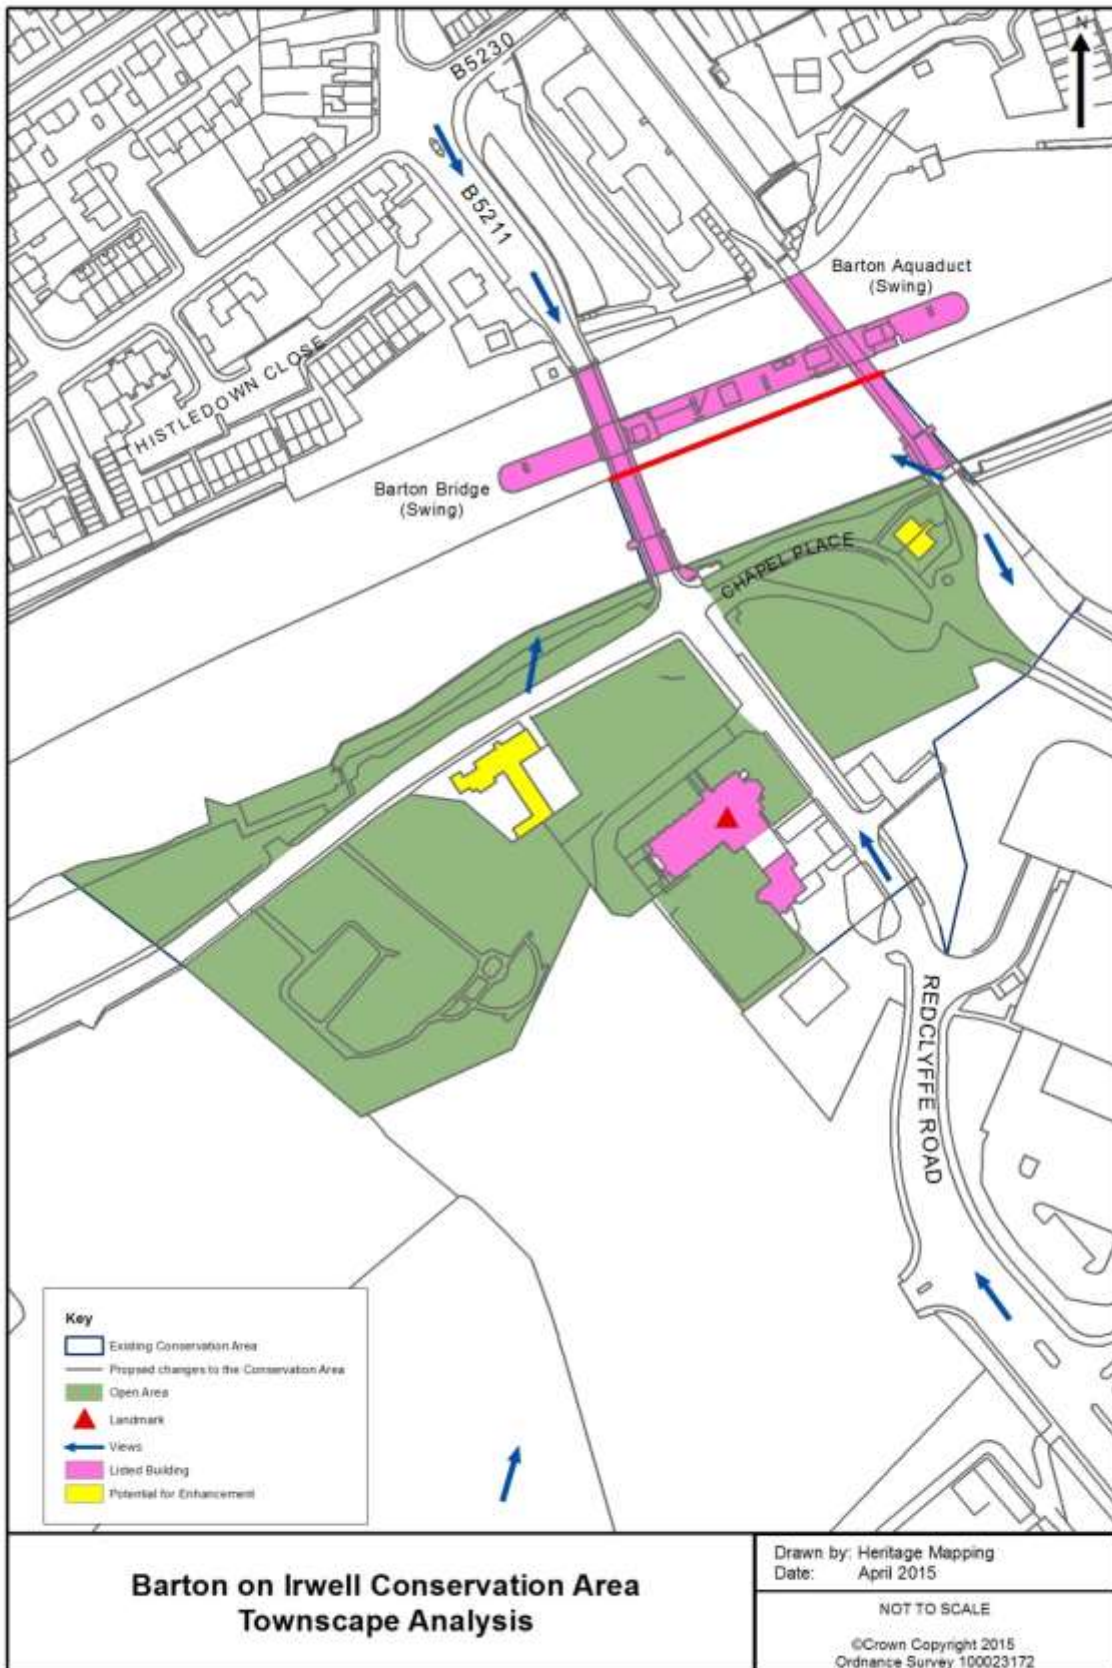 N
B5230
B5211
Barton Aquaduct
(Swing)
THISTLEDOWN CLOSE
Barton Bridge
(Swing)
CHAPEL PLACE
REDCLYFFE ROAD
Key
Existing Conservation Area
Propsed changes to the Conservation Area
Open Area
Landmark
Views
Listed Building
Potential for Enhancement
Barton on Irwell Conservation Area
Townscape Analysis
Drawn by: Heritage Mapping
Date: April 2015
NOT TO SCALE
©Crown Copyright 2015
Ordnance Survey 100023172